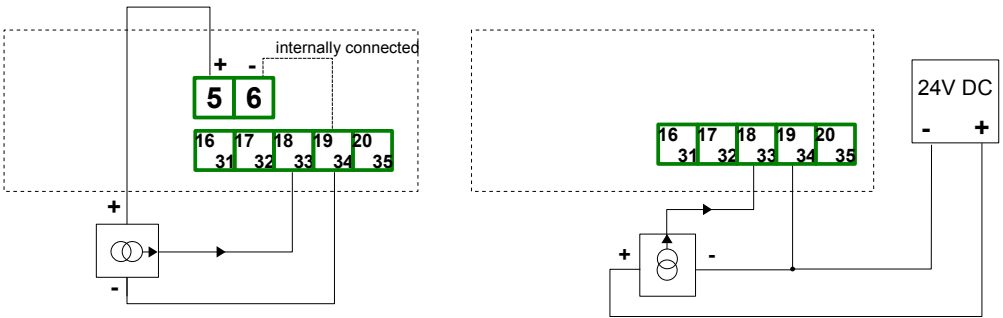 internally connected
+ -
5 6
16 17 18 19 20
31 32 33 34 35
+
-
24V DC
- +
16 17 18 19 20
31 32 33 34 35
+ -